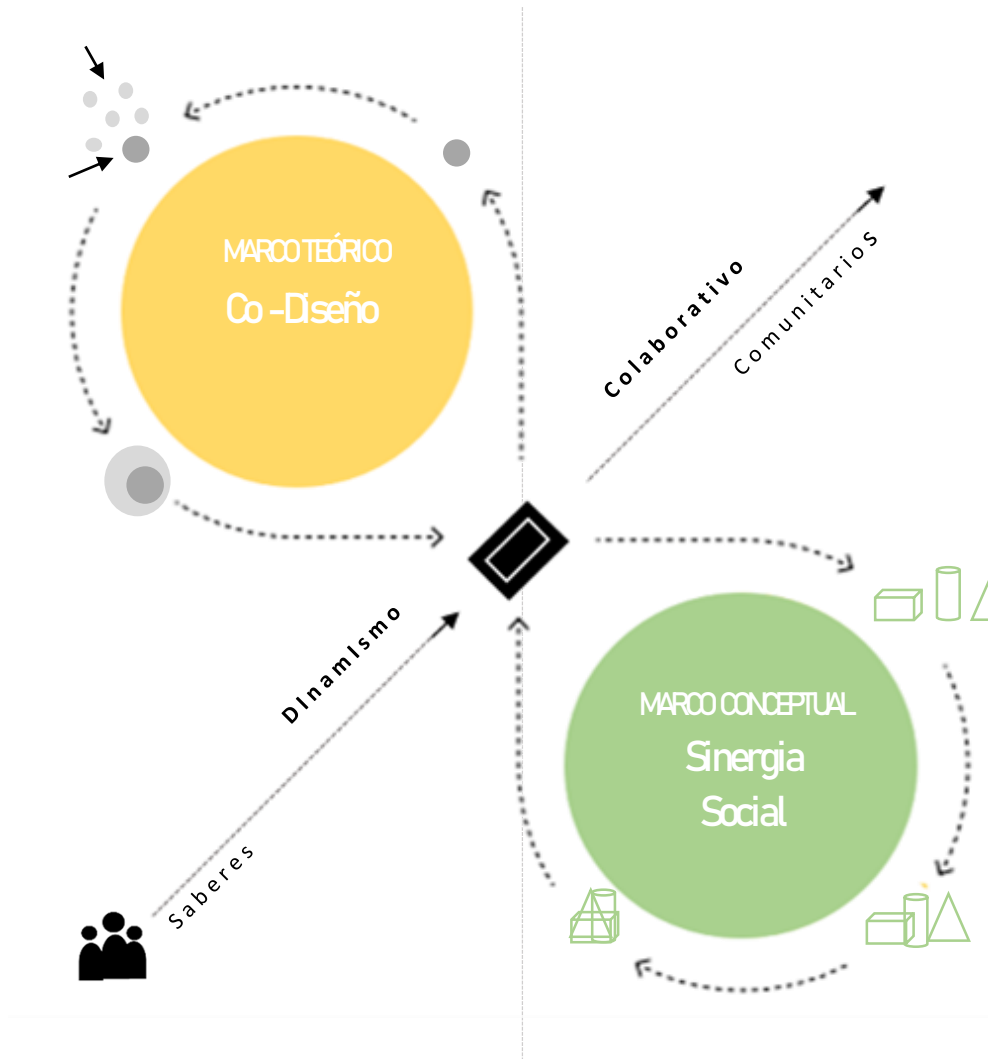 MARCO TEÓRICO
Co -Diseño
Colaborativo
Comunitarios
DInamIsmo
Saberes
MARCO CONCEPTUAL
Sinergia
Social